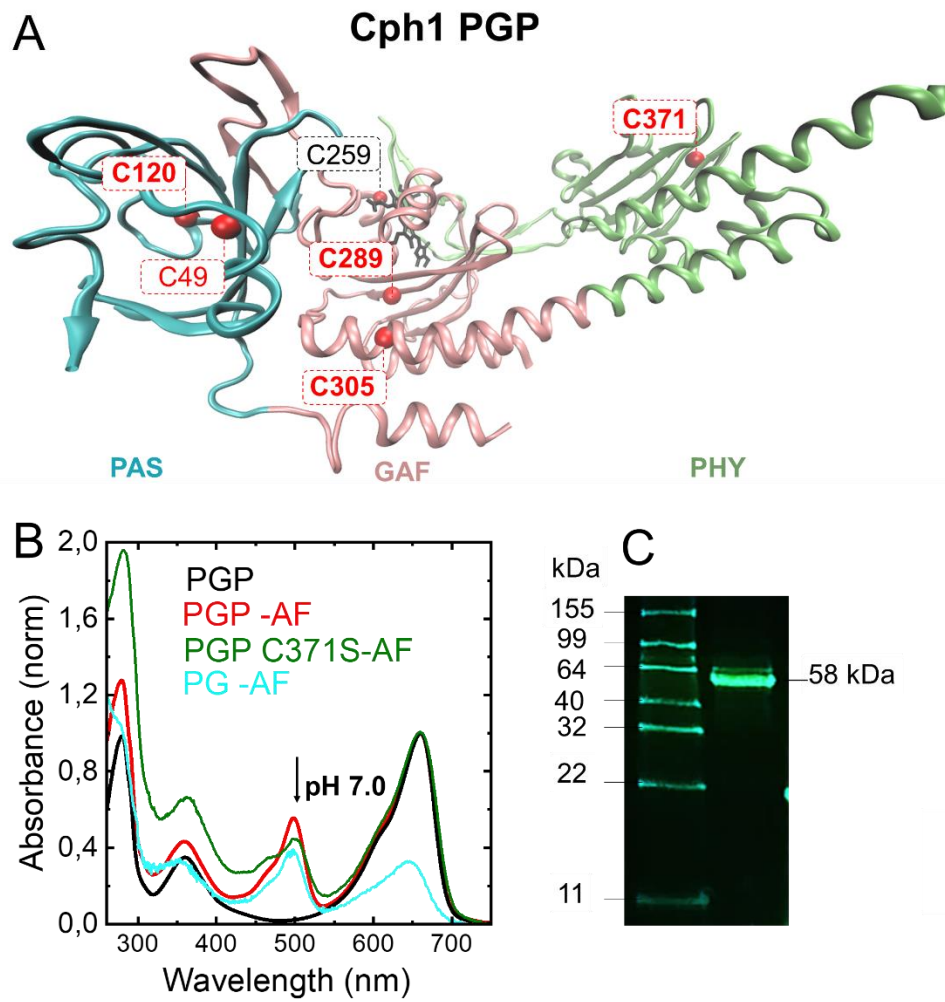 A
Cph1 PGP
C371
C259
C120
C289
C49
C305
PAS
GAF
PHY
B
2,0
1,6
1,2
0,8
0,4
0,0
Absorbance (norm)
PGP
PGP -AF
PGP C371S-AF
PG -AF
pH 7.0
300 400 500 600 700
Wavelength (nm)
C
kDa
155
99
64
40
32
22
11
58 kDa